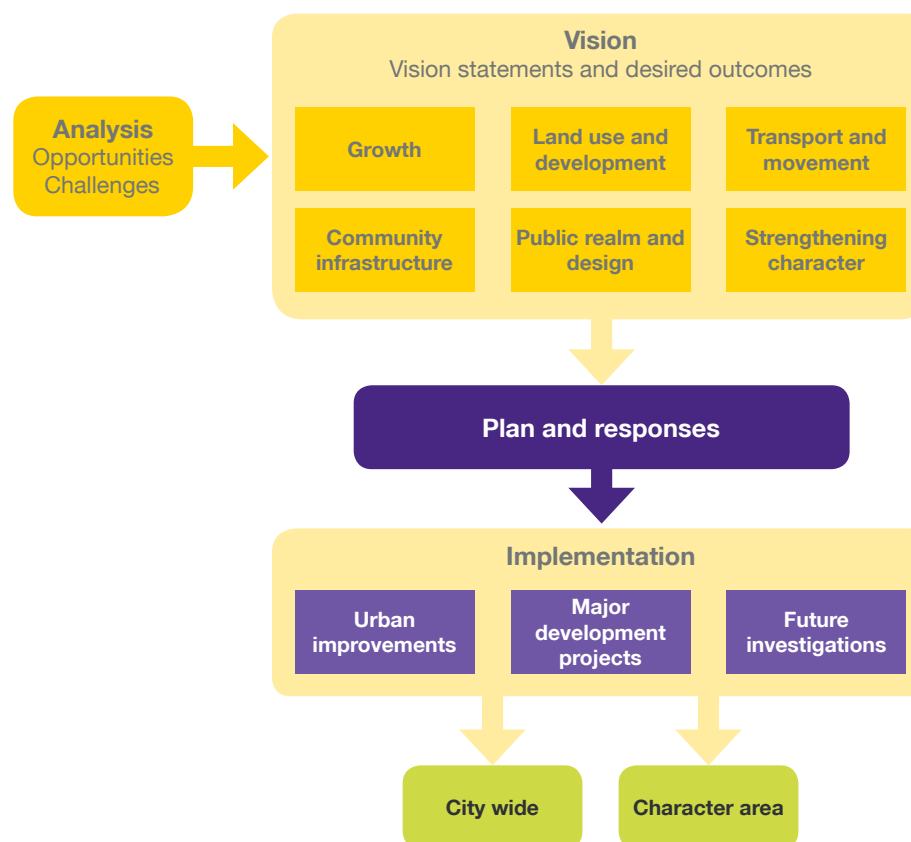 Vision
Vision statements and desired outcomes
Analysis
Opportunities
Challenges
Growth
Land use and
development
Transport and
movement
Community
infrastructure
Public realm and
design
Strengthening
character
Plan and responses
Implementation
Urban
improvements
Major
development
projects
Future
investigations
City wide
Character area